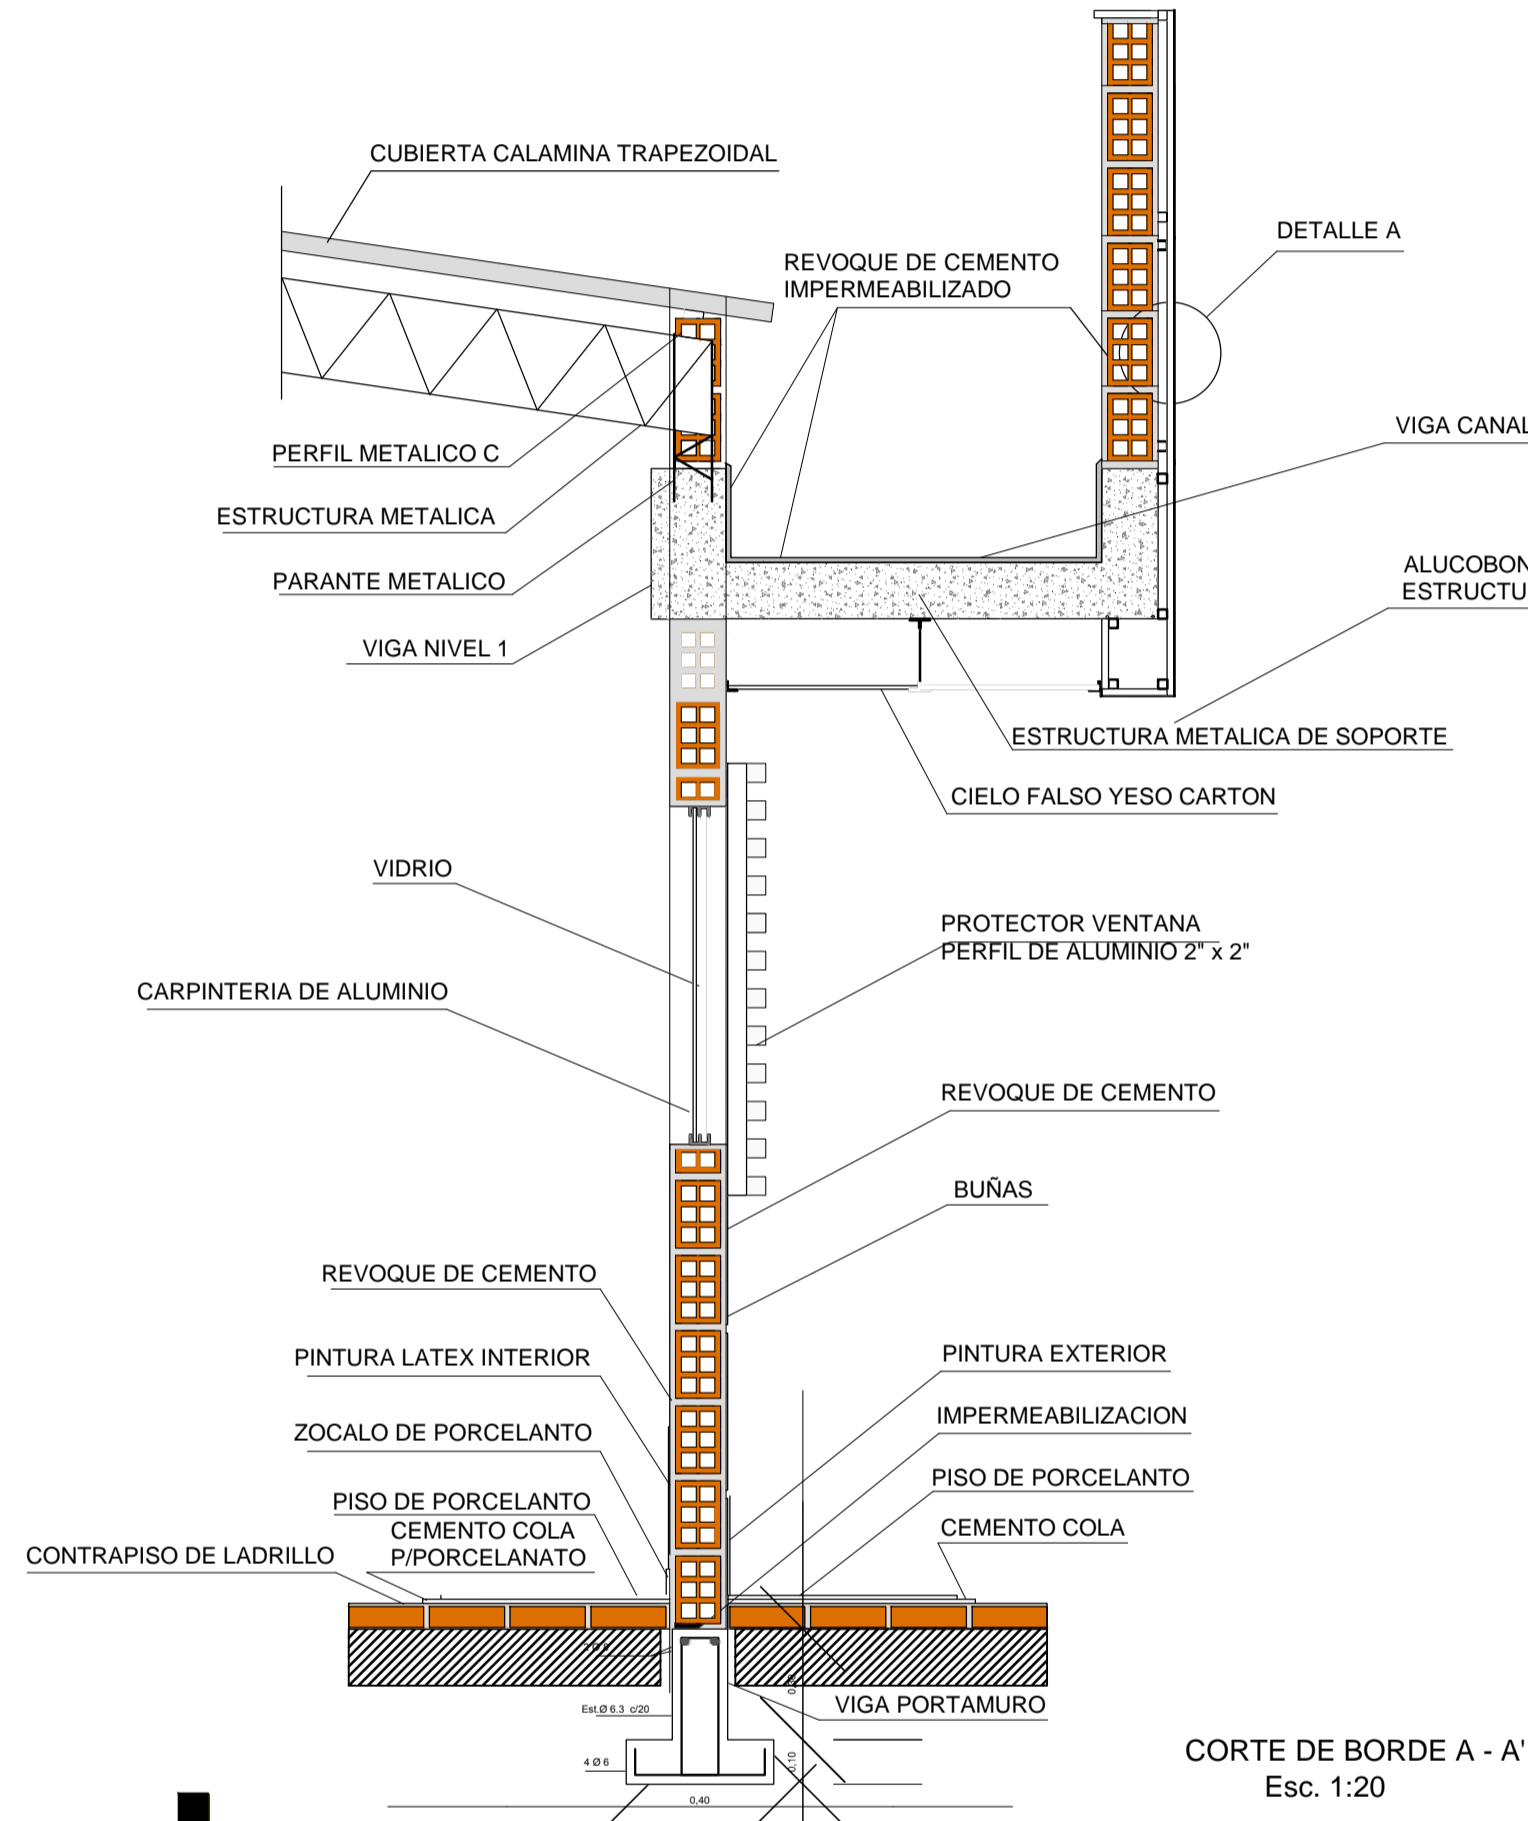 CUBIERTA CALAMINA TRAPEZOIDAL
DETALLE A
REVOQUE DE CEMENTO
IMPERMEABILIZADO
VIGA CANAL
PERFIL METALICO C
ESTRUCTURA METALICA
PARANTE METALICO
ALUCOBON
ESTRUCTU
VIGA NIVEL 1
ESTRUCTURA METALICA DE SOPORTE
CIELO FALSO YESO CARTON
VIDRIO
PROTECTOR VENTANA
PERFIL DE ALUMINIO 2" x 2"
CARPINTERIA DE ALUMINIO
REVOQUE DE CEMENTO
BUÑAS
REVOQUE DE CEMENTO
PINTURA LATEX INTERIOR
PINTURA EXTERIOR
ZOCALO DE PORCELANTO
IMPERMEABILIZACION
PISO DE PORCELANTO
PISO DE PORCELANTO
CEMENTO COLA
P/PORCELANATO
CEMENTO COLA
CONTRAPISO DE LADRILLO
Est.Ø 6.3 c/20
VIGA PORTAMURO
4 Ø 6
0,10
0,40
CORTE DE BORDE A - A'
Esc. 1:20